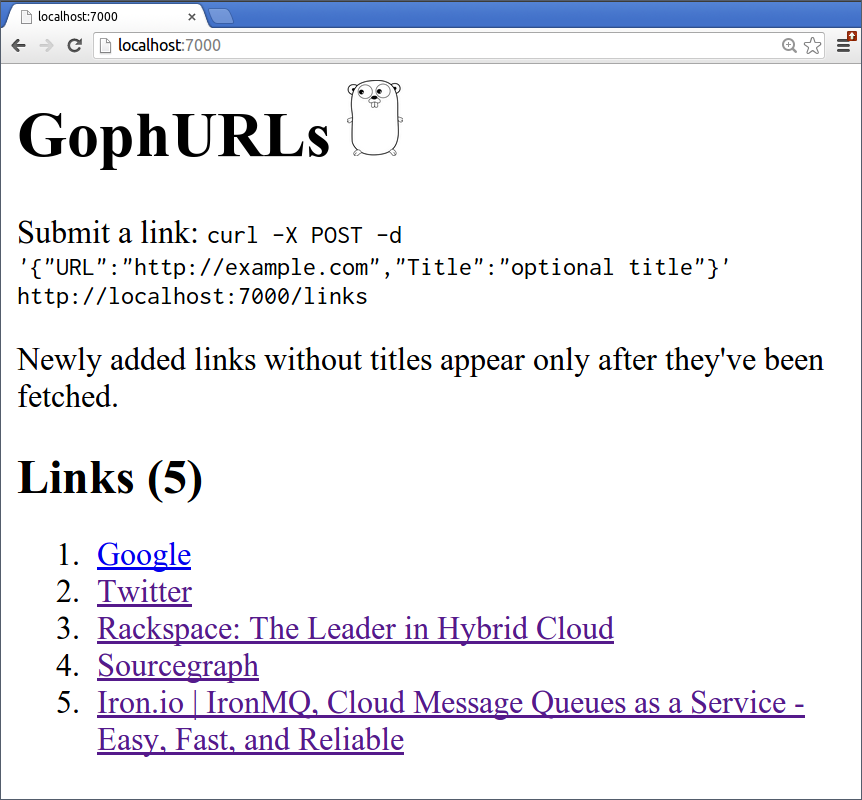 localhost:7000
localhost:7000
GophURLs
Submit a link: curl -X POST -d
'{"URL":"http://example.com","Title":"optional title"}'
http://localhost:7000/links
Newly added links without titles appear only after they've been
fetched.
Links (5)
1. Google
2. Twitter
3. Rackspace: The Leader in Hybrid Cloud
4. Sourcegraph
5. Iron.io | IronMQ, Cloud Message Queues as a Service -
Easy, Fast, and Reliable